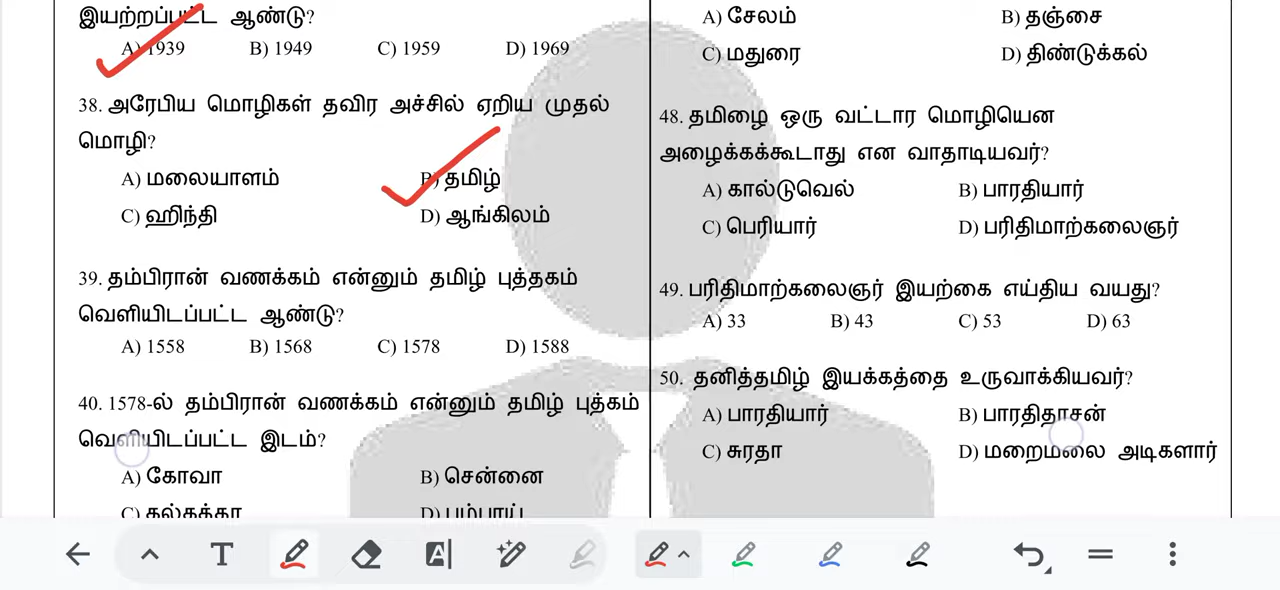 இயற்றப்பட்ட ஆண்டு?
A) 1939 B) 1949 C) 1959 D) 1969
38. அரேபிய மொழிகள் தவிர அச்சில் ஏறிய முதல்
மொழி?
A) மலையாளம் B) தமிழ்
C) ஹிந்தி D) ஆங்கிலம்
39. தம்பிரான் வணக்கம் என்னும் தமிழ் புத்தகம்
வெளியிடப்பட்ட ஆண்டு?
A) 1558 B) 1568 C) 1578 D) 1588
40. 1578-ல் தம்பிரான் வணக்கம் என்னும் தமிழ் புத்கம்
வெளியிடப்பட்ட இடம்?
A) கோவா B) சென்னை
C) கல்கத்தா D) பம்பாய்
A) சேலம் B) தஞ்சை
C) மதுரை D) திண்டுக்கல்
48. தமிழை ஒரு வட்டார மொழியென
அழைக்கக்கூடாது என வாதாடியவர்?
A) கால்டுவெல் B) பாரதியார்
C) பெரியார் D) பரிதிமாற்கலைஞர்
49. பரிதிமாற்கலைஞர் இயற்கை எய்திய வயது?
A) 33 B) 43 C) 53 D) 63
50. தனித்தமிழ் இயக்கத்தை உருவாக்கியவர்?
A) பாரதியார் B) பாரதிதாசன்
C) சுரதா D) மறைமலை அடிகளார்